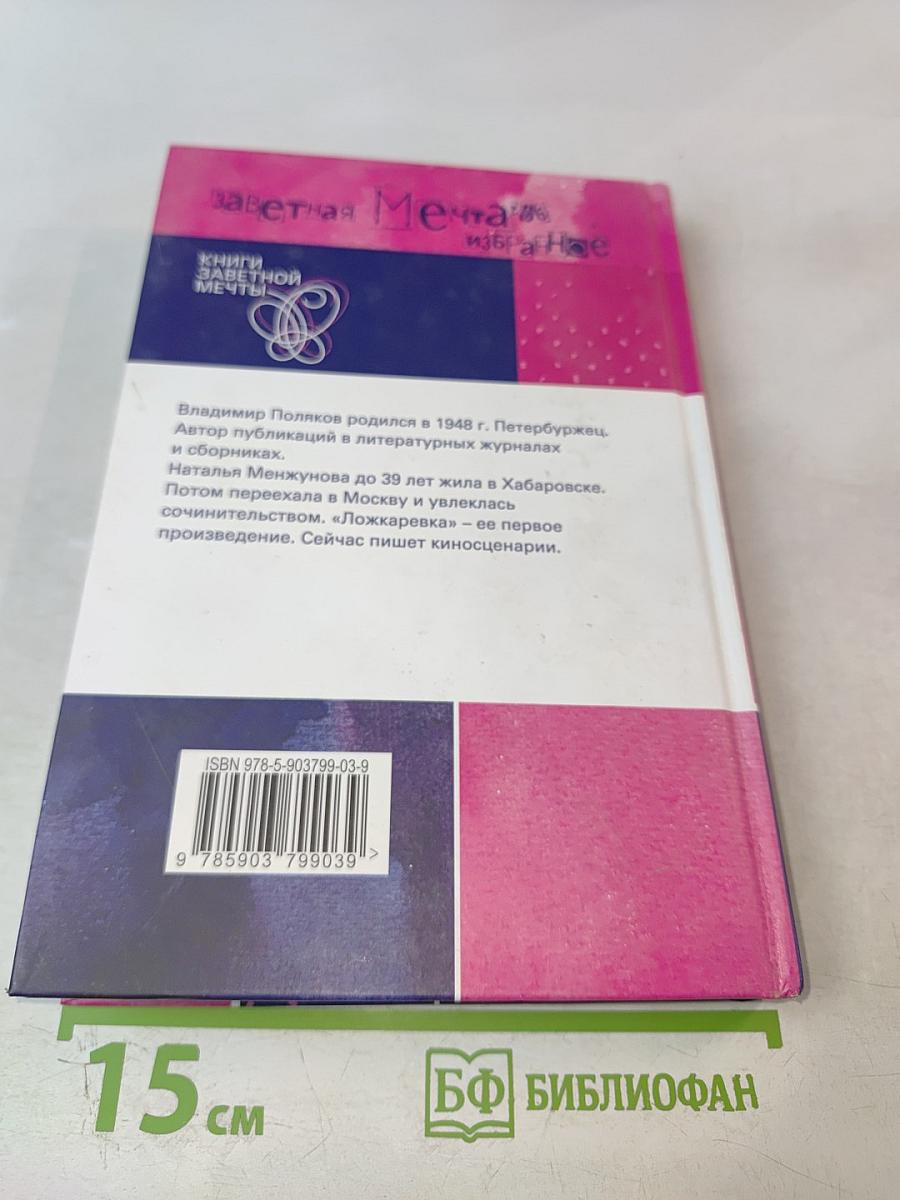 заветная Мечта
избранное
КНИГИ
ЗАВЕТНОЙ
МЕЧТЫ
Владимир Поляков родился в 1948 г. Петербуржец.
Автор публикаций в литературных журналах
и сборниках.
Наталья Менжунова до 39 лет жила в Хабаровске.
Потом переехала в Москву и увлеклась
сочинительством. «Ложкаревка» – ее первое
произведение. Сейчас пишет киносценарии.
ISBN 978-5-903799-03-9
9 785903 799039 >
15 см
БФ БИБЛИОФАН